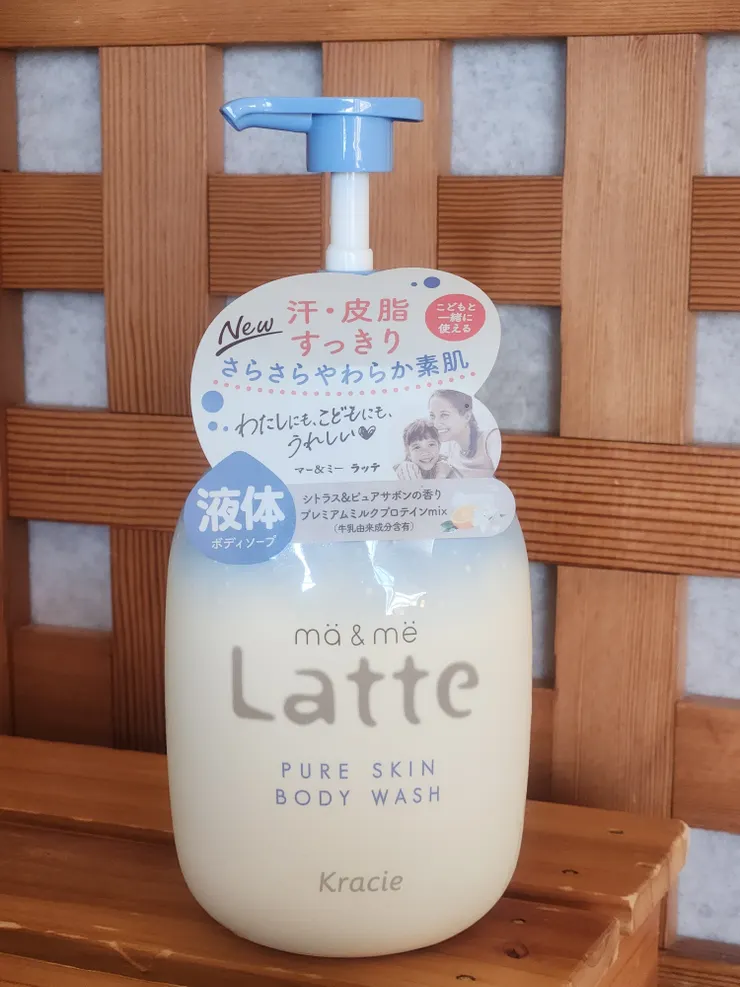 New
汗・皮脂
すっきり
こどもと
一緒に
使える
さらさらやわらか素肌
わたしにも、こどもにも、
うれしい♥
マー&ミー ラッテ
液体
ボディソープ
シトラス&ピュアサボンの香り
プレミアムミルクプロテインmix
(牛乳由来成分含有)
mä & më
Latte
PURE SKIN
BODY WASH
Kracie